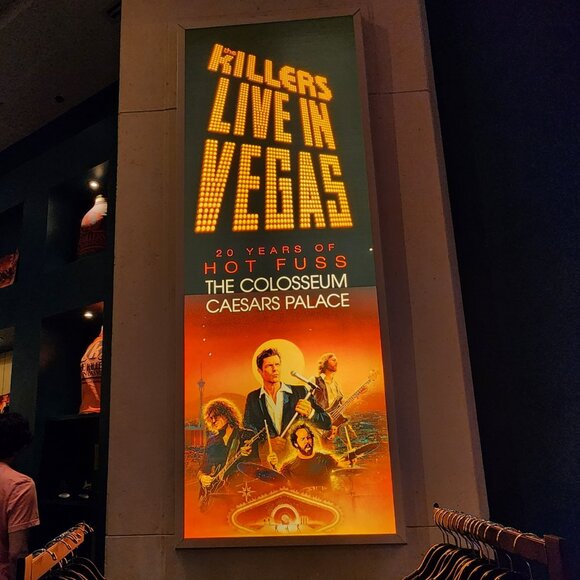 the
KILLERS
LIVE IN
VEGAS
20 YEARS OF
HOT FUSS
THE COLOSSEUM
CAESARS PALACE